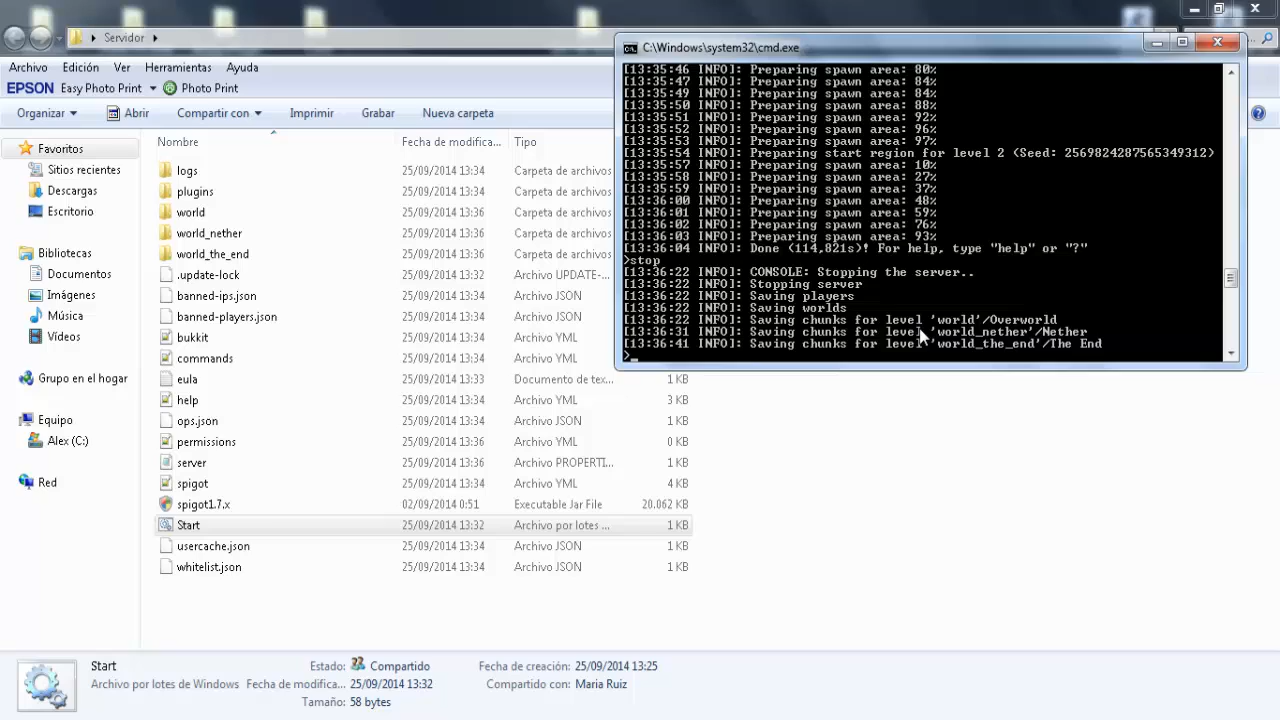 Servidor
Archivo Edición Ver Herramientas Ayuda
EPSON Easy Photo Print Photo Print
Organizar Abrir Compartir con Imprimir Grabar Nueva carpeta
Favoritos
Sitios recientes
Descargas
Escritorio
Bibliotecas
Documentos
Imágenes
Música
Vídeos
Grupo en el hogar
Equipo
Alex (C:)
Red
Nombre Fecha de modifica... Tipo
logs 25/09/2014 13:34 Carpeta de archivos
plugins 25/09/2014 13:34 Carpeta de archivos
world 25/09/2014 13:36 Carpeta de archivos
world_nether 25/09/2014 13:36 Carpeta de archivos
world_the_end 25/09/2014 13:36 Carpeta de archivos
.update-lock 25/09/2014 13:34 Archivo UPDATE-...
banned-ips.json 25/09/2014 13:34 Archivo JSON
banned-players.json 25/09/2014 13:34 Archivo JSON
bukkit 25/09/2014 13:34 Archivo YML
commands 25/09/2014 13:34 Archivo YML
eula 25/09/2014 13:33 Documento de tex... 1 KB
help 25/09/2014 13:36 Archivo YML 3 KB
ops.json 25/09/2014 13:34 Archivo JSON 1 KB
permissions 25/09/2014 13:36 Archivo YML 0 KB
server 25/09/2014 13:36 Archivo PROPERTI... 1 KB
spigot 25/09/2014 13:34 Archivo YML 4 KB
spigot1.7.x 02/09/2014 0:51 Executable Jar File 20.062 KB
Start 25/09/2014 13:32 Archivo por lotes ... 1 KB
usercache.json 25/09/2014 13:34 Archivo JSON 1 KB
whitelist.json 25/09/2014 13:34 Archivo JSON 1 KB
C:\Windows\system32\cmd.exe
[13:35:46 INFO]: Preparing spawn area: 80%
[13:35:47 INFO]: Preparing spawn area: 84%
[13:35:49 INFO]: Preparing spawn area: 84%
[13:35:50 INFO]: Preparing spawn area: 88%
[13:35:51 INFO]: Preparing spawn area: 92%
[13:35:52 INFO]: Preparing spawn area: 96%
[13:35:53 INFO]: Preparing spawn area: 97%
[13:35:54 INFO]: Preparing start region for level 2 (Seed: 2569824287565349312)
[13:35:57 INFO]: Preparing spawn area: 10%
[13:35:58 INFO]: Preparing spawn area: 27%
[13:35:59 INFO]: Preparing spawn area: 37%
[13:36:00 INFO]: Preparing spawn area: 48%
[13:36:01 INFO]: Preparing spawn area: 59%
[13:36:02 INFO]: Preparing spawn area: 76%
[13:36:03 INFO]: Preparing spawn area: 93%
[13:36:04 INFO]: Done (114,821s)! For help, type "help" or "?"
>stop
[13:36:22 INFO]: CONSOLE: Stopping the server..
[13:36:22 INFO]: Stopping server
[13:36:22 INFO]: Saving players
[13:36:22 INFO]: Saving worlds
[13:36:22 INFO]: Saving chunks for level 'world'/Overworld
[13:36:31 INFO]: Saving chunks for level 'world_nether'/Nether
[13:36:41 INFO]: Saving chunks for level 'world_the_end'/The End
>_
Start Estado: Compartido Fecha de creación: 25/09/2014 13:25
Archivo por lotes de Windows Fecha de modifica... 25/09/2014 13:32 Compartido con: Maria Ruiz
Tamaño: 58 bytes